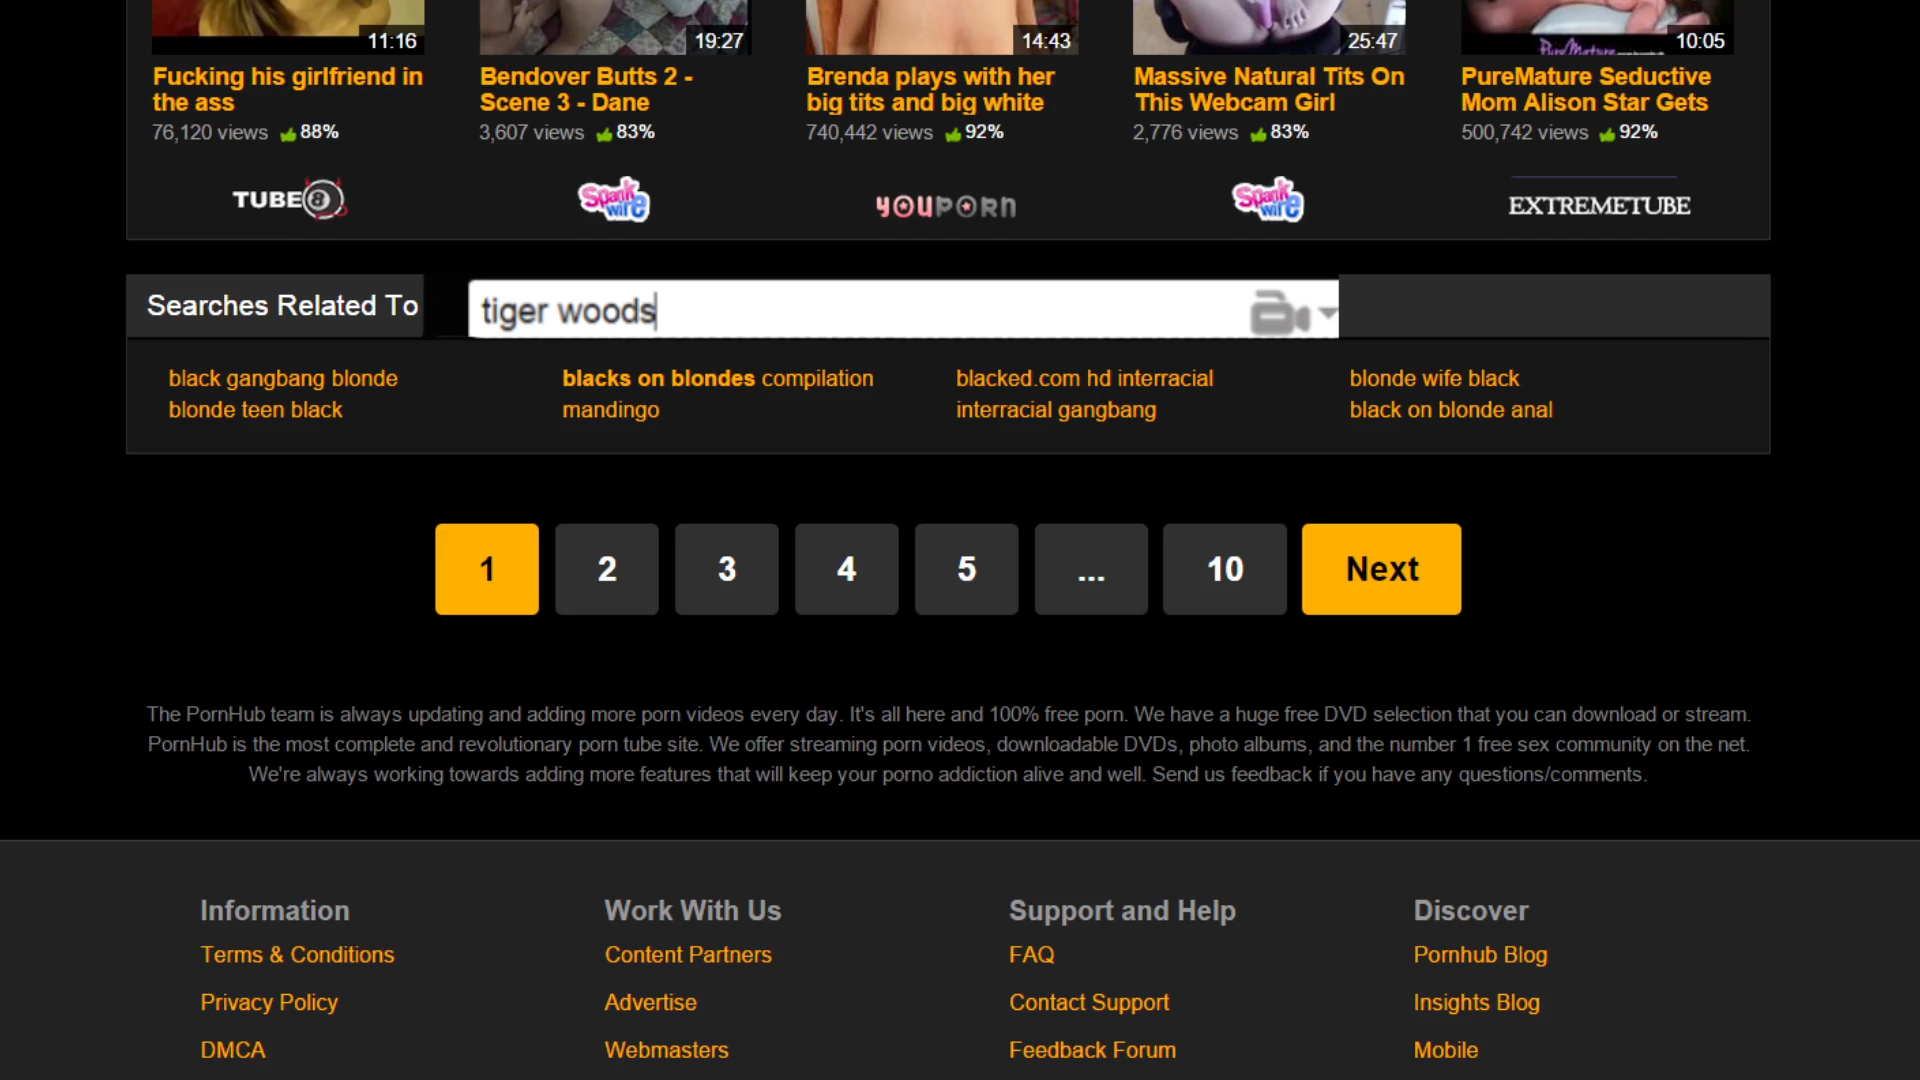 11:16
19:27
14:43
25:47
10:05
Fucking his girlfriend in
the ass
Bendover Butts 2 -
Scene 3 - Dane
Brenda plays with her
big tits and big white
Massive Natural Tits On
This Webcam Girl
PureMature Seductive
Mom Alison Star Gets
76,120 views 88%
3,607 views 83%
740,442 views 92%
2,776 views 83%
500,742 views 92%
TUBE8
Spank
wire
YOUPORN
Spank
wire
EXTREMETUBE
Searches Related To
tiger woods
black gangbang blonde
blacks on blondes compilation
blacked.com hd interracial
blonde wife black
blonde teen black
mandingo
interracial gangbang
black on blonde anal
1 2 3 4 5 ... 10 Next
The PornHub team is always updating and adding more porn videos every day. It's all here and 100% free porn. We have a huge free DVD selection that you can download or stream.
PornHub is the most complete and revolutionary porn tube site. We offer streaming porn videos, downloadable DVDs, photo albums, and the number 1 free sex community on the net.
We're always working towards adding more features that will keep your porno addiction alive and well. Send us feedback if you have any questions/comments.
Information
Work With Us
Support and Help
Discover
Terms & Conditions
Content Partners
FAQ
Pornhub Blog
Privacy Policy
Advertise
Contact Support
Insights Blog
DMCA
Webmasters
Feedback Forum
Mobile